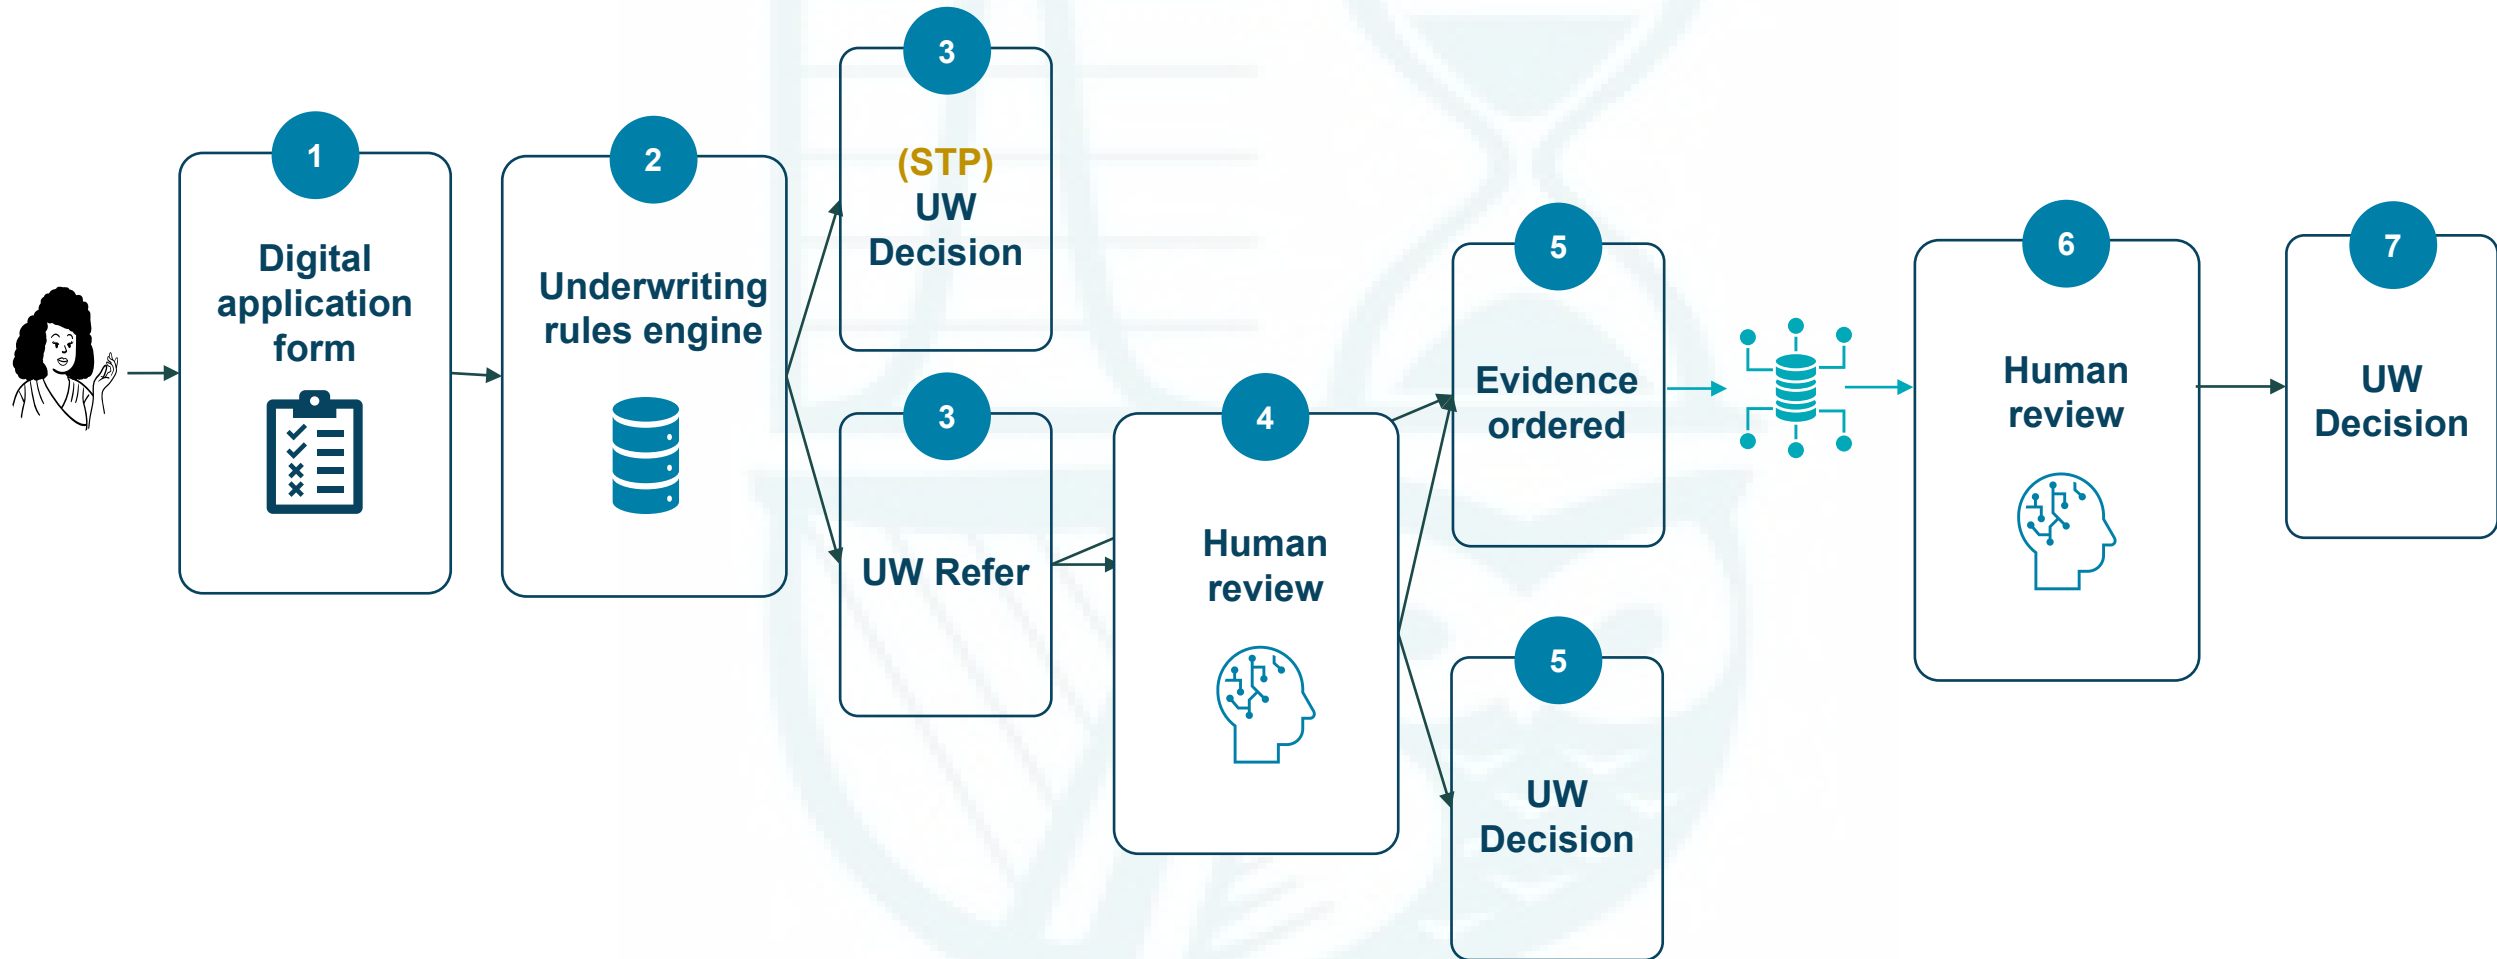 1
Digital
application
form
2
Underwriting
rules engine
3
(STP)
UW
Decision
3
UW Refer
4
Human
review
5
Evidence
ordered
5
UW
Decision
6
Human
review
7
UW
Decision